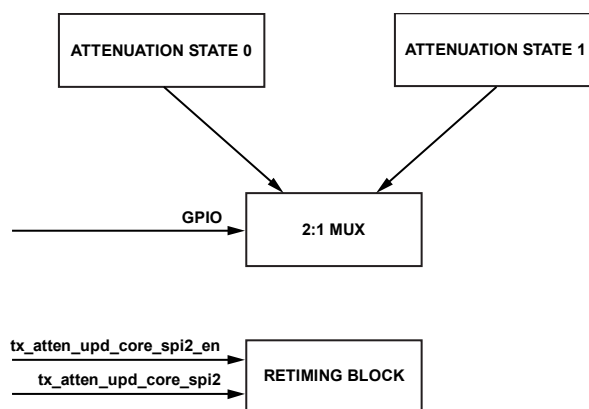 ATTENUATION STATE 0
ATTENUATION STATE 1
GPIO
2:1 MUX
tx_atten_upd_core_spi2_en
tx_atten_upd_core_spi2
RETIMING BLOCK